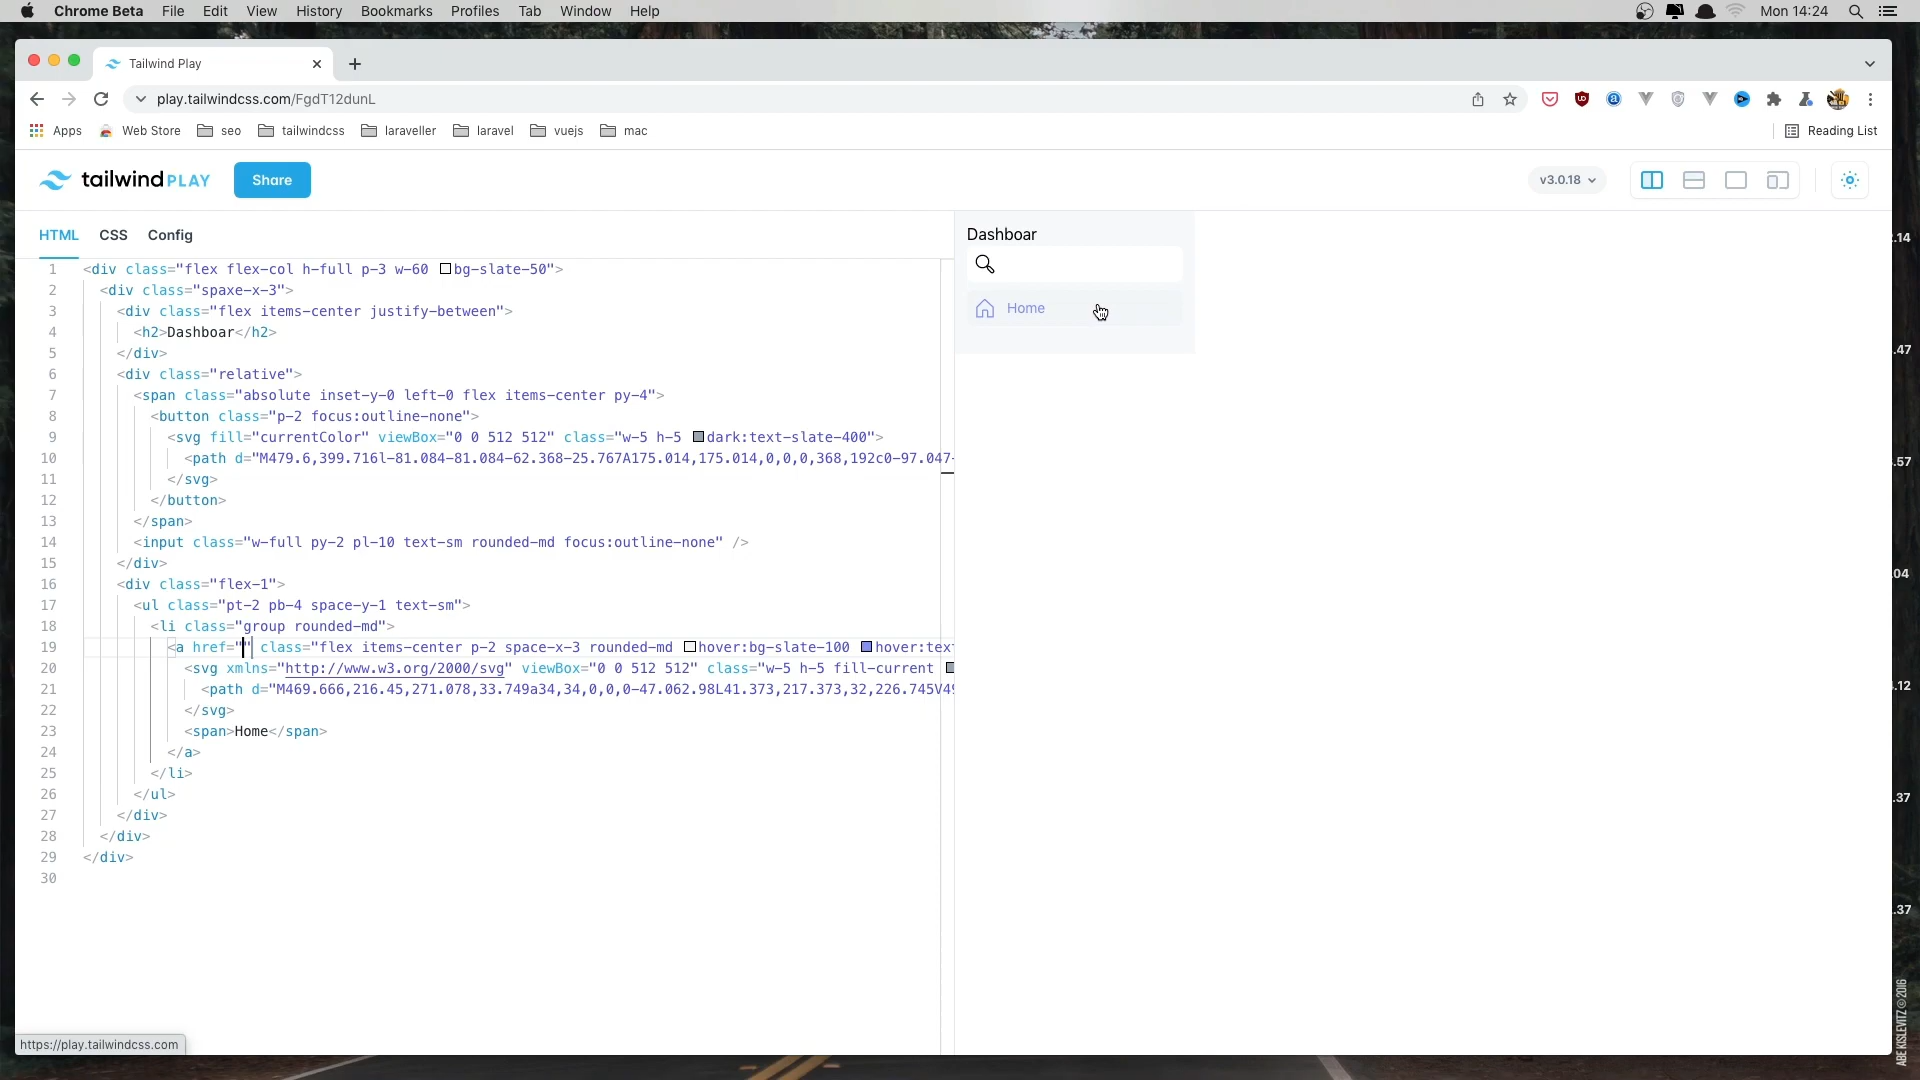 Chrome Beta File Edit View History Bookmarks Profiles Tab Window Help Mon 14:24
Tailwind Play
play.tailwindcss.com/FgdT12dunL
Apps Web Store seo tailwindcss laraveller laravel vuejs mac Reading List
tailwind PLAY Share v3.0.18
HTML CSS Config
1 <div class="flex flex-col h-full p-3 w-60 bg-slate-50">
2 <div class="spaxe-x-3">
3 <div class="flex items-center justify-between">
4 <h2>Dashboar</h2>
5 </div>
6 <div class="relative">
7 <span class="absolute inset-y-0 left-0 flex items-center py-4">
8 <button class="p-2 focus:outline-none">
9 <svg fill="currentColor" viewBox="0 0 512 512" class="w-5 h-5 dark:text-slate-400">
10 <path d="M479.6,399.716l-81.084-81.084-62.368-25.767A175.014,175.014,0,0,0,368,192c0-97.047-
11 </svg>
12 </button>
13 </span>
14 <input class="w-full py-2 pl-10 text-sm rounded-md focus:outline-none" />
15 </div>
16 <div class="flex-1">
17 <ul class="pt-2 pb-4 space-y-1 text-sm">
18 <li class="group rounded-md">
19 <a href="" class="flex items-center p-2 space-x-3 rounded-md hover:bg-slate-100 hover:tex
20 <svg xmlns="http://www.w3.org/2000/svg" viewBox="0 0 512 512" class="w-5 h-5 fill-current
21 <path d="M469.666,216.45,271.078,33.749a34,34,0,0,0-47.062.98L41.373,217.373,32,226.745V49
22 </svg>
23 <span>Home</span>
24 </a>
25 </li>
26 </ul>
27 </div>
28 </div>
29 </div>
30
Dashboar
Home
https://play.tailwindcss.com
.14
.47
.57
.04
.12
.37
.37
ABE KISLEVITZ © 2016